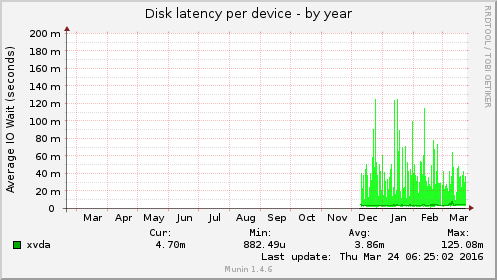 Disk latency per device - by year
RRDTOOL / TOBI OETIKER
Average IO Wait (seconds)
200 m
180 m
160 m
140 m
120 m
100 m
80 m
60 m
40 m
20 m
0
Mar Apr May Jun Jul Aug Sep Oct Nov Dec Jan Feb Mar
Cur: Min: Avg: Max:
xvda 4.70m 882.49u 3.86m 125.08m
Last update: Thu Mar 24 06:25:02 2016
Munin 1.4.6